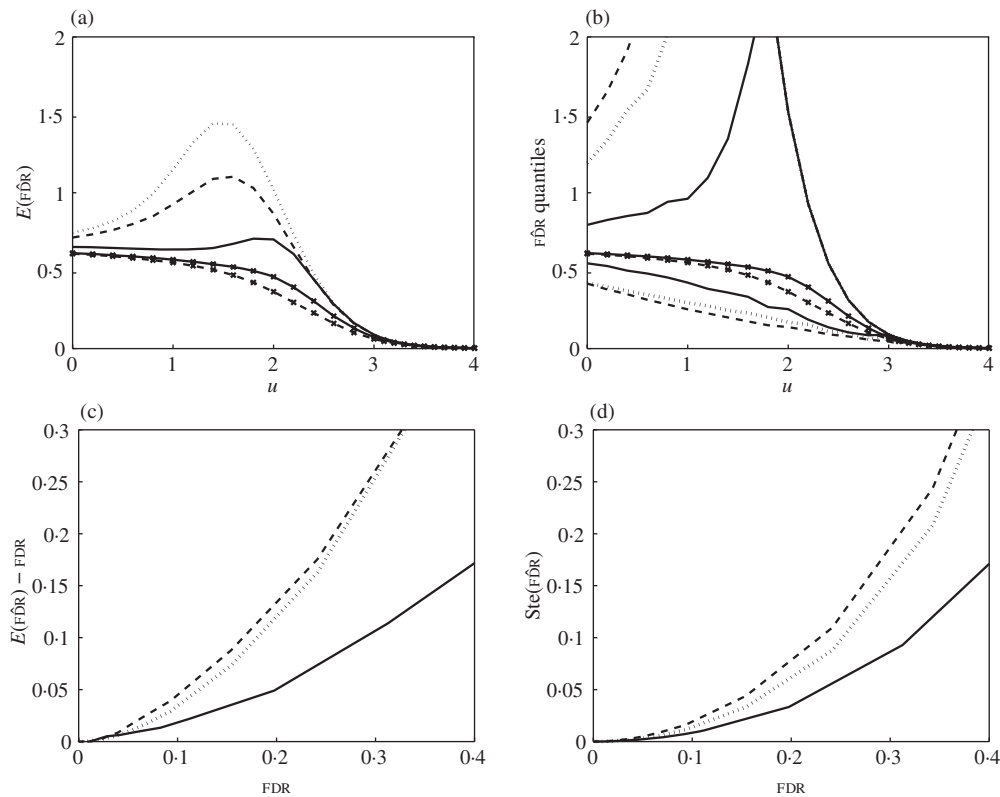 (a)
2
1·5
1
0·5
0
E(FD̂R)
0 1 2 3 4
u
(b)
2
1·5
1
0·5
0
FD̂R quantiles
0 1 2 3 4
u
(c)
0·3
0·25
0·2
0·15
0·1
0·05
0
E(FD̂R) − FDR
0 0·1 0·2 0·3 0·4
FDR
(d)
0·3
0·25
0·2
0·15
0·1
0·05
0
Ste(FD̂R)
0 0·1 0·2 0·3 0·4
FDR